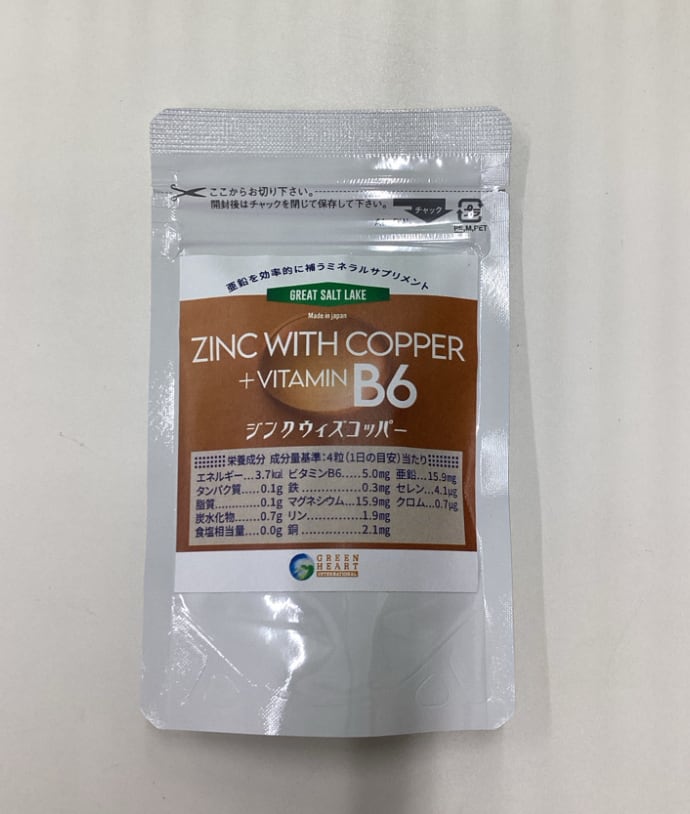 ここからお切り下さい。
開封後はチャックを閉じて保存して下さい。
チャック
プラ
PE,M,PET
亜鉛を効率的に補うミネラルサプリメント
GREAT SALT LAKE
Made in japan
ZINC WITH COPPER
+VITAMIN B6
ジンクウィズコッパー
栄養成分 成分量基準:4粒(1日の目安)当たり
エネルギー...3.7kcal ビタミンB6.....5.0mg 亜鉛...15.9mg
タンパク質.....0.1g 鉄...............0.3mg セレン...4.1μg
脂質..............0.1g マグネシウム...15.9mg クロム...0.7μg
炭水化物.......0.7g リン..............1.9mg
食塩相当量....0.0g 銅................2.1mg
GREEN
HEART
INTERNATIONAL